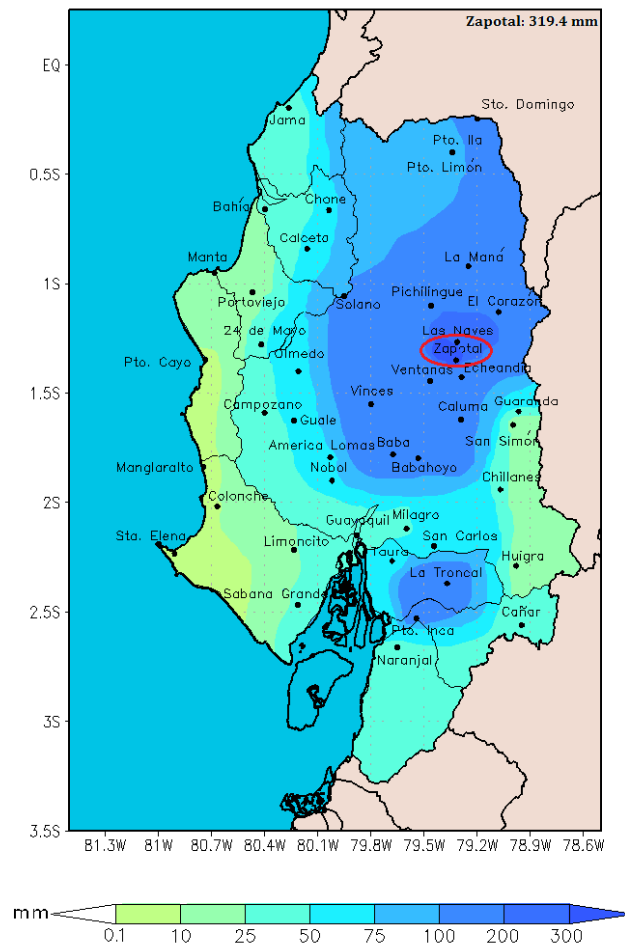 Zapotal: 319.4 mm
EQ
Sto. Domingo
Jama
Pto. Ila
0.5S
Pto. Limón
Bahía
Chone
Calceta
La Maná
1S
Manta
Portoviejo
Solano
Pichilingue
El Corazón
24 de Mayo
Las Naves
Olmedo
Zapotal
Pto. Cayo
Ventanas
Echeandia
1.5S
Campozano
Vinces
Guaranda
Guale
Caluma
San Simón
America Lomas
Baba
Manglaralto
Nobol
Babahoyo
Chillanes
2S
Colonche
Guayaquil
Milagro
Sta. Elena
Limoncito
San Carlos
Taura
Huigra
La Troncal
Sabana Grande
2.5S
Cañar
Pto. Inca
Naranjal
3S
3.5S
81.3W 81W 80.7W 80.4W 80.1W 79.8W 79.5W 79.2W 78.9W 78.6W
mm
0.1 10 25 50 75 100 200 300